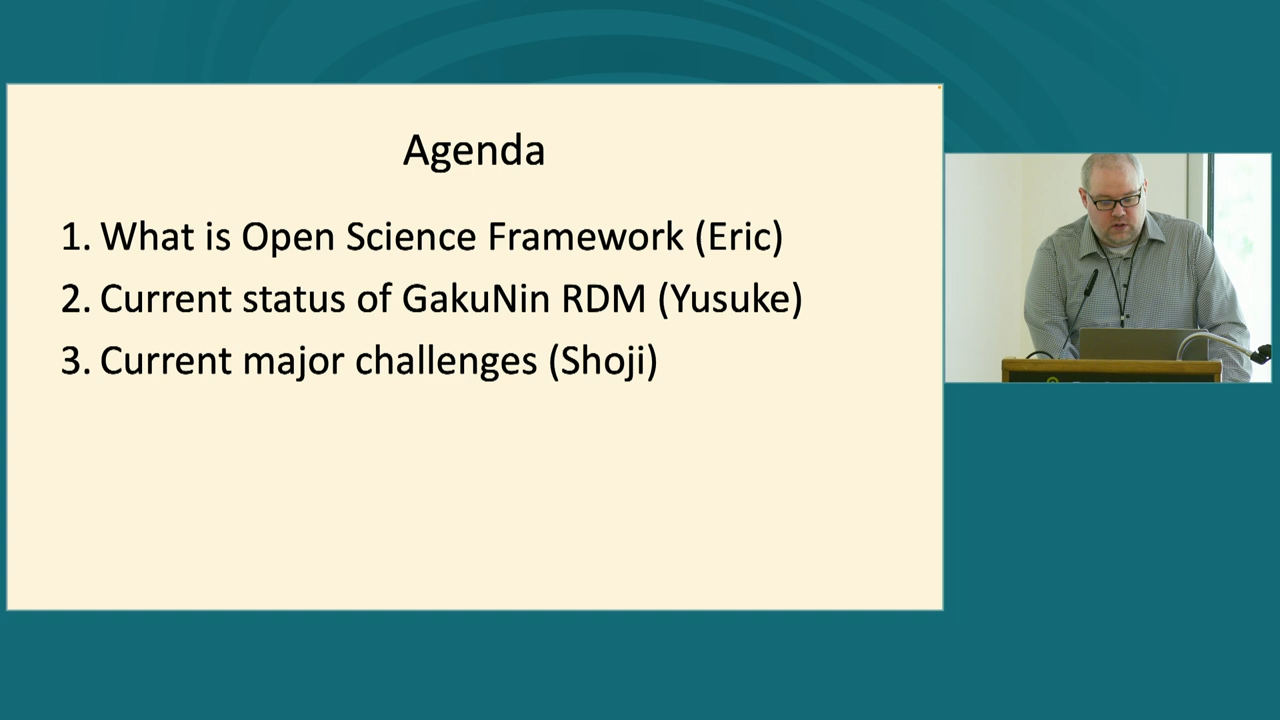 Agenda
1. What is Open Science Framework (Eric)
2. Current status of GakuNin RDM (Yusuke)
3. Current major challenges (Shoji)